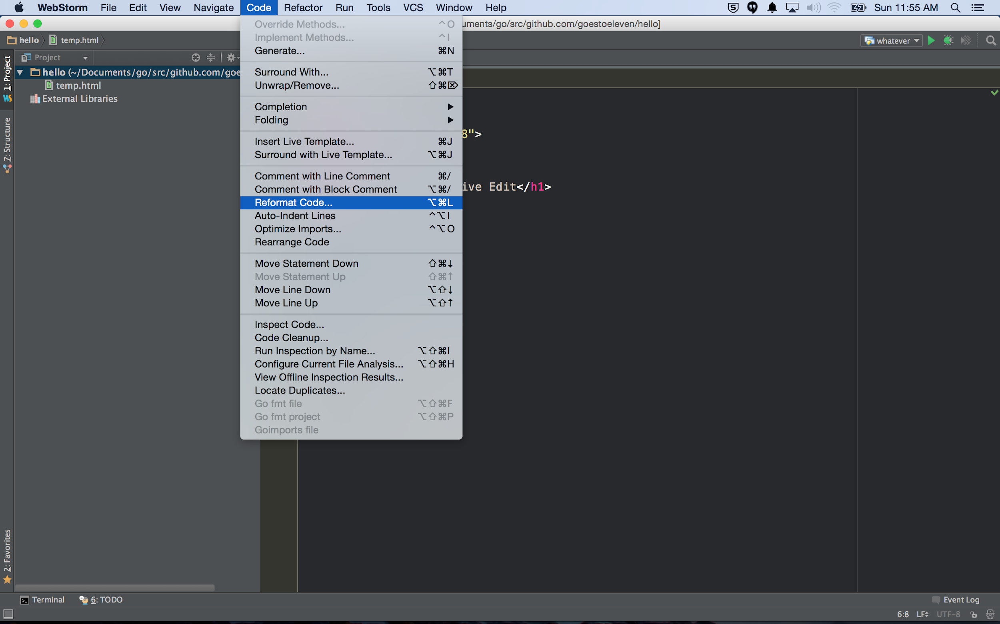 WebStorm File Edit View Navigate Code Refactor Run Tools VCS Window Help Sun 11:55 AM
uments/go/src/github.com/goestoeleven/hello]
hello temp.html whatever
Project
hello (~/Documents/go/src/github.com/goe
temp.html
External Libraries
1: Project
7: Structure
2: Favorites
Override Methods... ^O
Implement Methods... ^I
Generate... ⌘N
Surround With... ⌥⌘T
Unwrap/Remove... ⇧⌘⌦
Completion ▶
Folding ▶
Insert Live Template... ⌘J
Surround with Live Template... ⌥⌘J
Comment with Line Comment ⌘/
Comment with Block Comment ⌥⌘/
Reformat Code... ⌥⌘L
Auto-Indent Lines ^⌥I
Optimize Imports... ^⌥O
Rearrange Code
Move Statement Down ⇧⌘↓
Move Statement Up ⇧⌘↑
Move Line Down ⌥⇧↓
Move Line Up ⌥⇧↑
Inspect Code...
Code Cleanup...
Run Inspection by Name... ⌥⇧⌘I
Configure Current File Analysis... ⌥⇧⌘H
View Offline Inspection Results...
Locate Duplicates...
Go fmt file ⌥⇧⌘F
Go fmt project ⌥⇧⌘P
Goimports file
8">
ive Edit</h1>
Terminal 6: TODO Event Log
6:8 LF UTF-8